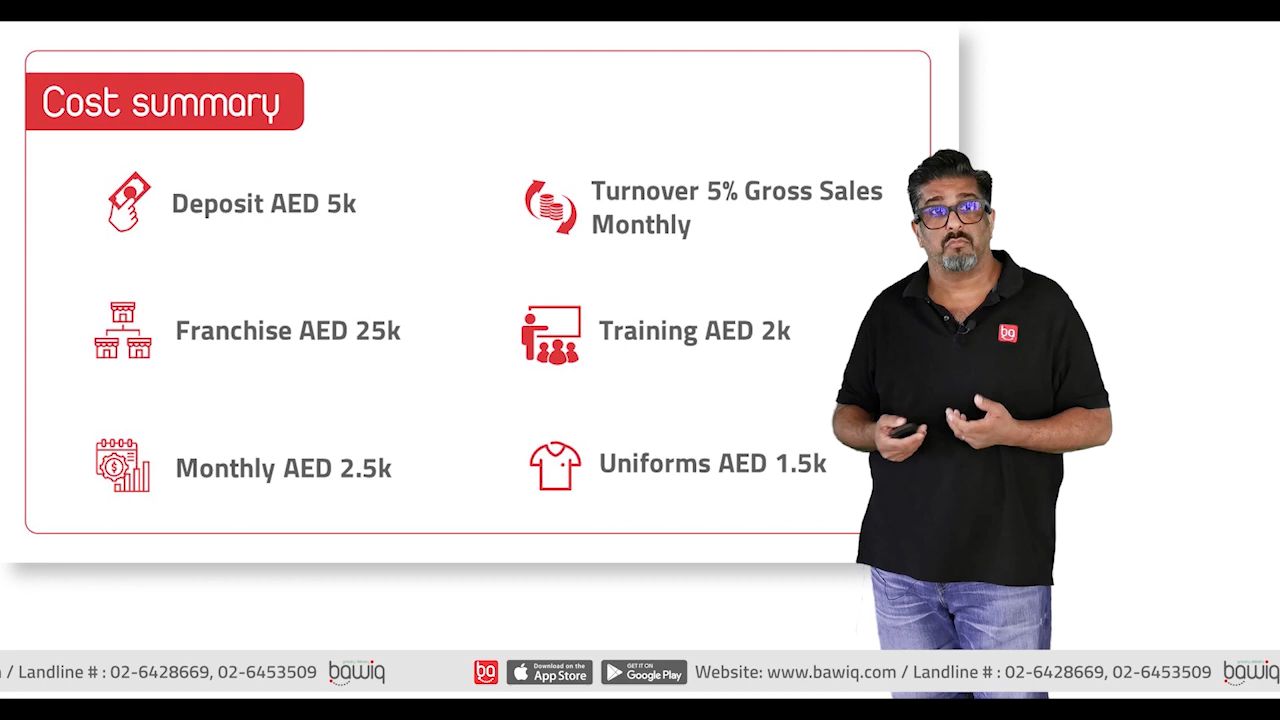 Cost summary
Deposit AED 5k
Turnover 5% Gross Sales
Monthly
Franchise AED 25k
Training AED 2k
Monthly AED 2.5k
Uniforms AED 1.5k
bq
/ Landline # : 02-6428669, 02-6453509 bawiq bq Download on the App Store GET IT ON Google Play Website: www.bawiq.com / Landline # : 02-6428669, 02-6453509 bawiq